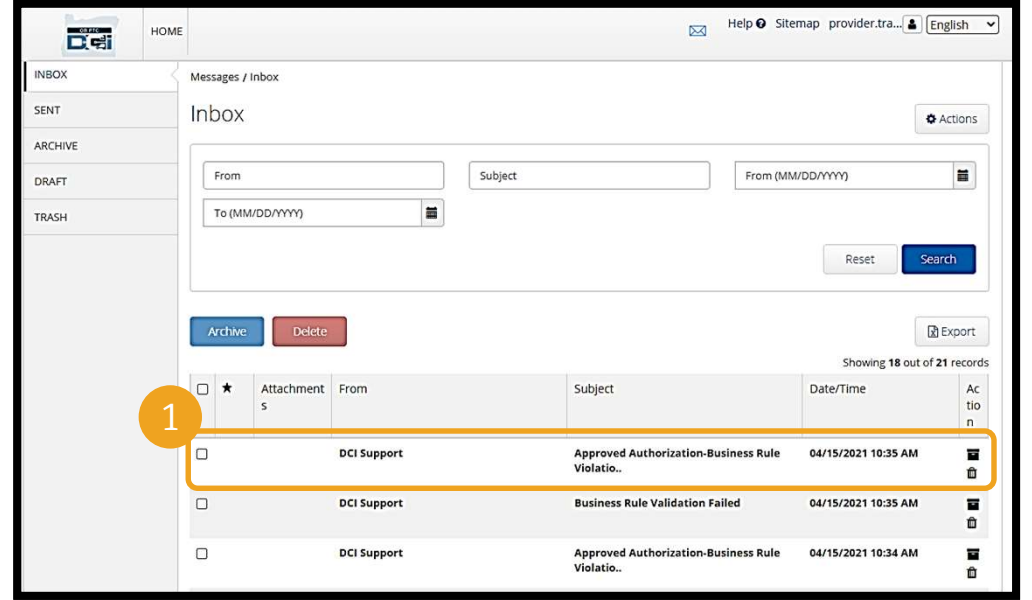 OR PTC
DCi
HOME
Help
Sitemap
provider.tra...
English
INBOX
SENT
ARCHIVE
DRAFT
TRASH
Messages / Inbox
Inbox
Actions
From
Subject
From (MM/DD/YYYY)
To (MM/DD/YYYY)
Reset
Search
Archive
Delete
Export
Showing 18 out of 21 records
Attachment
s
From
Subject
Date/Time
Ac
tio
n
1
DCI Support
Approved Authorization-Business Rule
Violatio..
04/15/2021 10:35 AM
DCI Support
Business Rule Validation Failed
04/15/2021 10:35 AM
DCI Support
Approved Authorization-Business Rule
Violatio..
04/15/2021 10:34 AM